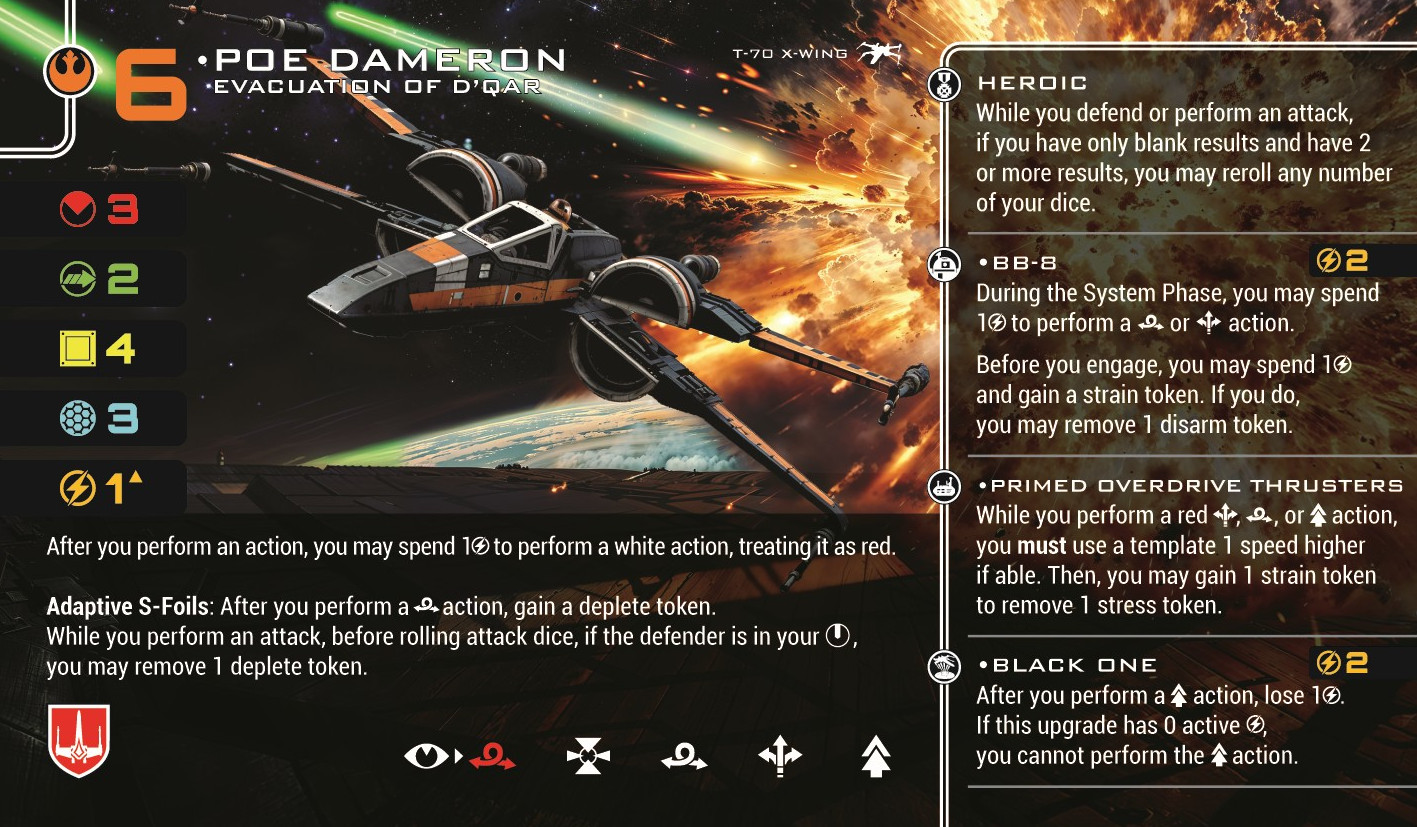 6
•POE DAMERON
EVACUATION OF D'QAR
T-70 X-WING
3
2
4
3
1
After you perform an action, you may spend 1 to perform a white action, treating it as red.
Adaptive S-Foils: After you perform a action, gain a deplete token.
While you perform an attack, before rolling attack dice, if the defender is in your ,
you may remove 1 deplete token.
HEROIC
While you defend or perform an attack,
if you have only blank results and have 2
or more results, you may reroll any number
of your dice.
•BB-8
2
During the System Phase, you may spend
1 to perform a or action.
Before you engage, you may spend 1
and gain a strain token. If you do,
you may remove 1 disarm token.
•PRIMED OVERDRIVE THRUSTERS
While you perform a red , , or action,
you must use a template 1 speed higher
if able. Then, you may gain 1 strain token
to remove 1 stress token.
•BLACK ONE
2
After you perform a action, lose 1.
If this upgrade has 0 active ,
you cannot perform the action.